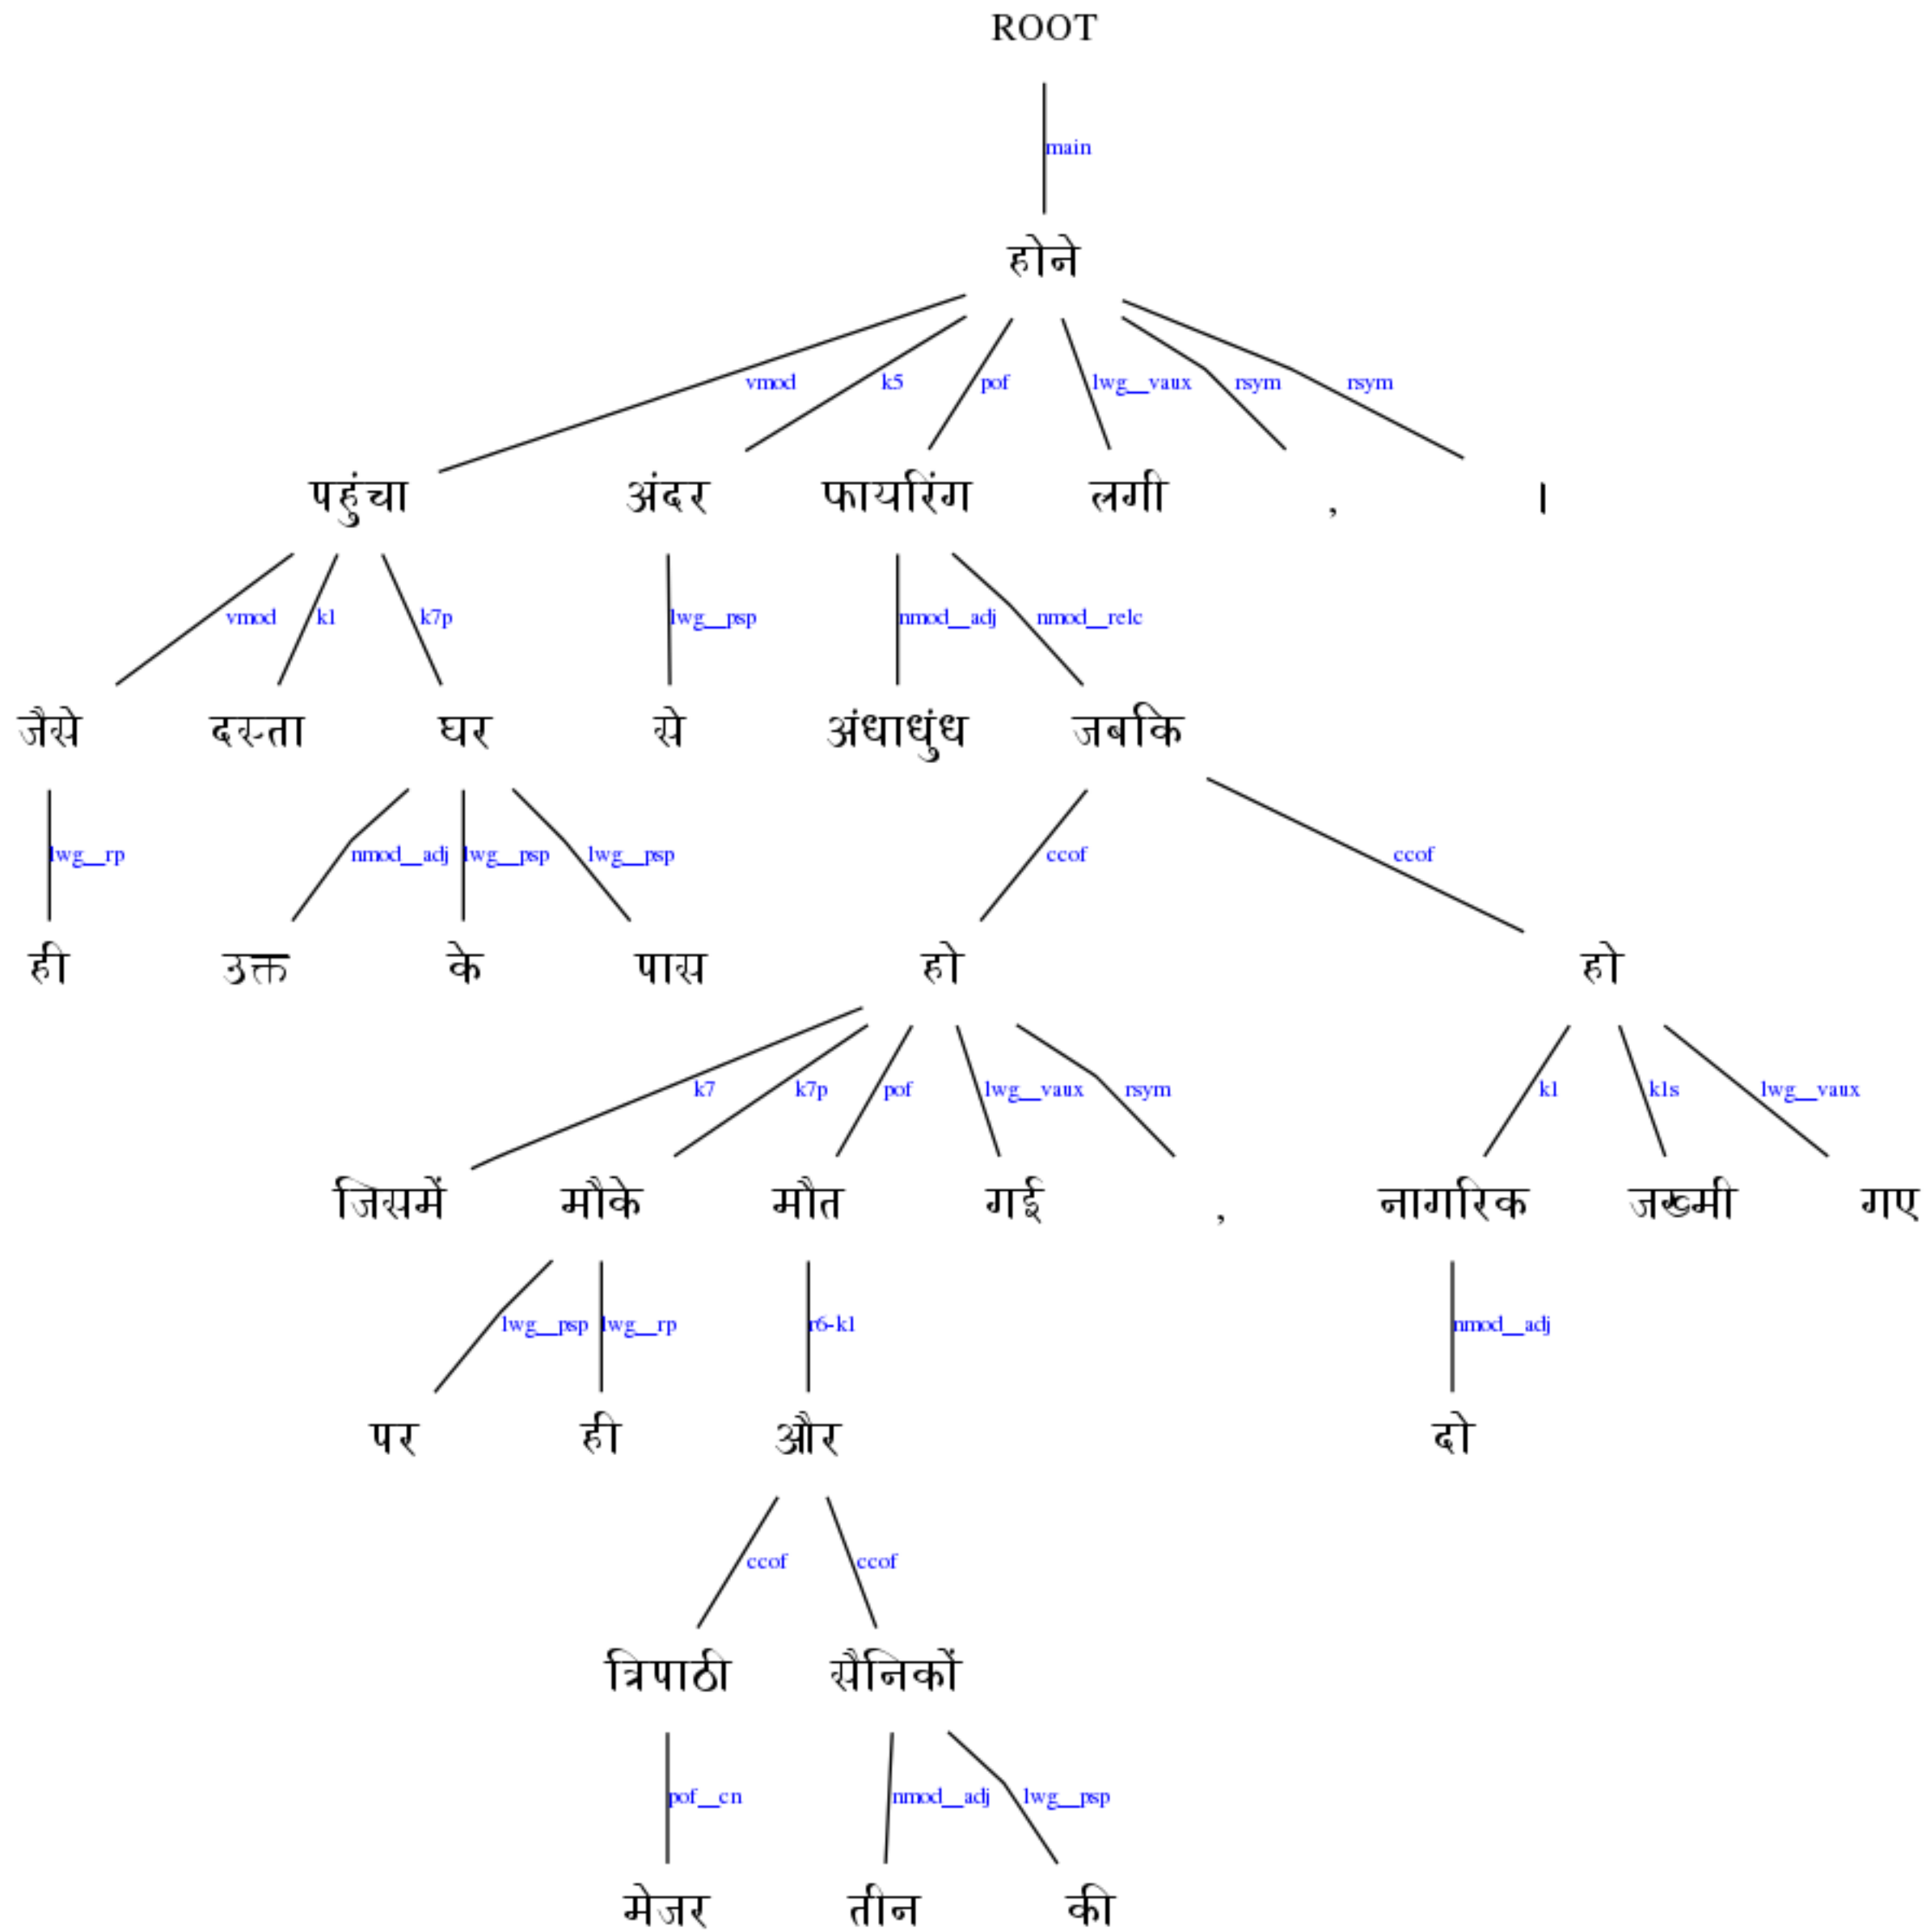 ROOT
main
होने
vmod k5 pof lwg__vaux rsym rsym
पहुंचा अंदर फायरिंग लगी , ।
vmod k1 k7p lwg__psp nmod__adj nmod__relc
जैसे दस्ता घर से अंधाधुंध जबकि
lwg__rp nmod__adj lwg__psp lwg__psp ccof ccof
ही उक्त के पास हो हो
k7 k7p pof lwg__vaux rsym k1 k1s lwg__vaux
जिसमें मौके मौत गई , नागरिक जख्मी गए
lwg__psp lwg__rp r6-k1 nmod__adj
पर ही और दो
ccof ccof
त्रिपाठी सैनिकों
pof__cn nmod__adj lwg__psp
मेजर तीन की